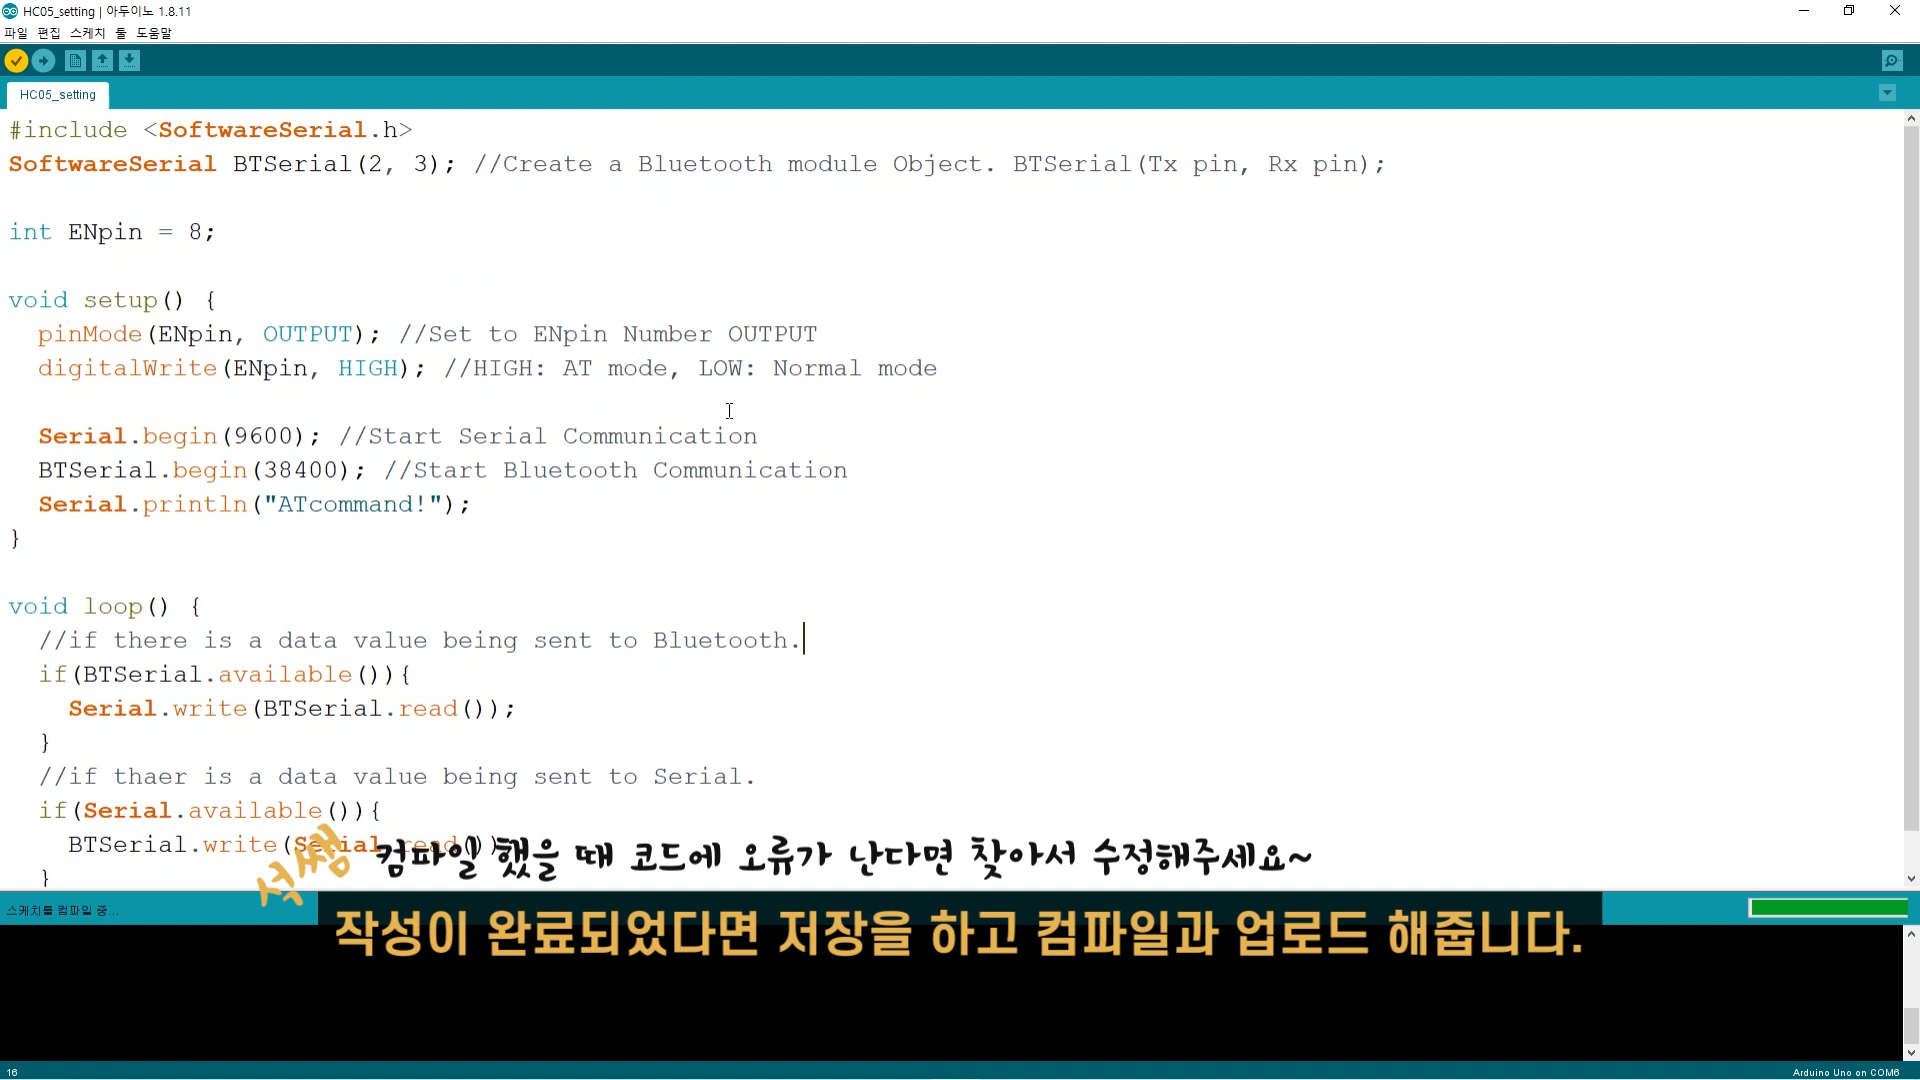 HC05_setting | 아두이노 1.8.11
파일 편집 스케치 툴 도움말
HC05_setting
#include <SoftwareSerial.h>
SoftwareSerial BTSerial(2, 3); //Create a Bluetooth module Object. BTSerial(Tx pin, Rx pin);
int ENpin = 8;
void setup() {
pinMode(ENpin, OUTPUT); //Set to ENpin Number OUTPUT
digitalWrite(ENpin, HIGH); //HIGH: AT mode, LOW: Normal mode
Serial.begin(9600); //Start Serial Communication
BTSerial.begin(38400); //Start Bluetooth Communication
Serial.println("ATcommand!");
}
void loop() {
//if there is a data value being sent to Bluetooth.
if(BTSerial.available()){
Serial.write(BTSerial.read());
}
//if thaer is a data value being sent to Serial.
if(Serial.available()){
BTSerial.write(Serial.read())
}
석쌤 컴파일 했을 때 코드에 오류가 난다면 찾아서 수정해주세요~
스케치를 컴파일 중...
작성이 완료되었다면 저장을 하고 컴파일과 업로드 해줍니다.
16
Arduino Uno on COM6